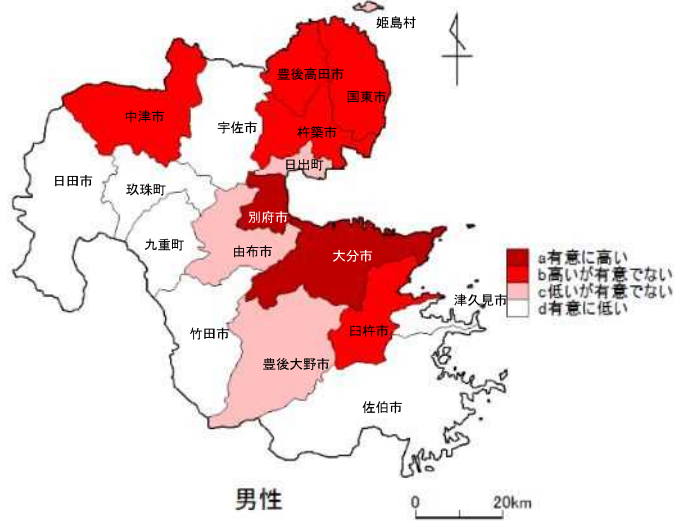 姫島村
豊後高田市
国東市
中津市
宇佐市
杵築市
日出町
日田市
玖珠町
別府市
九重町
由布市
大分市
a有意に高い
b高いが有意でない
c低いが有意でない
d有意に低い
津久見市
竹田市
臼杵市
豊後大野市
佐伯市
男性
0 20km